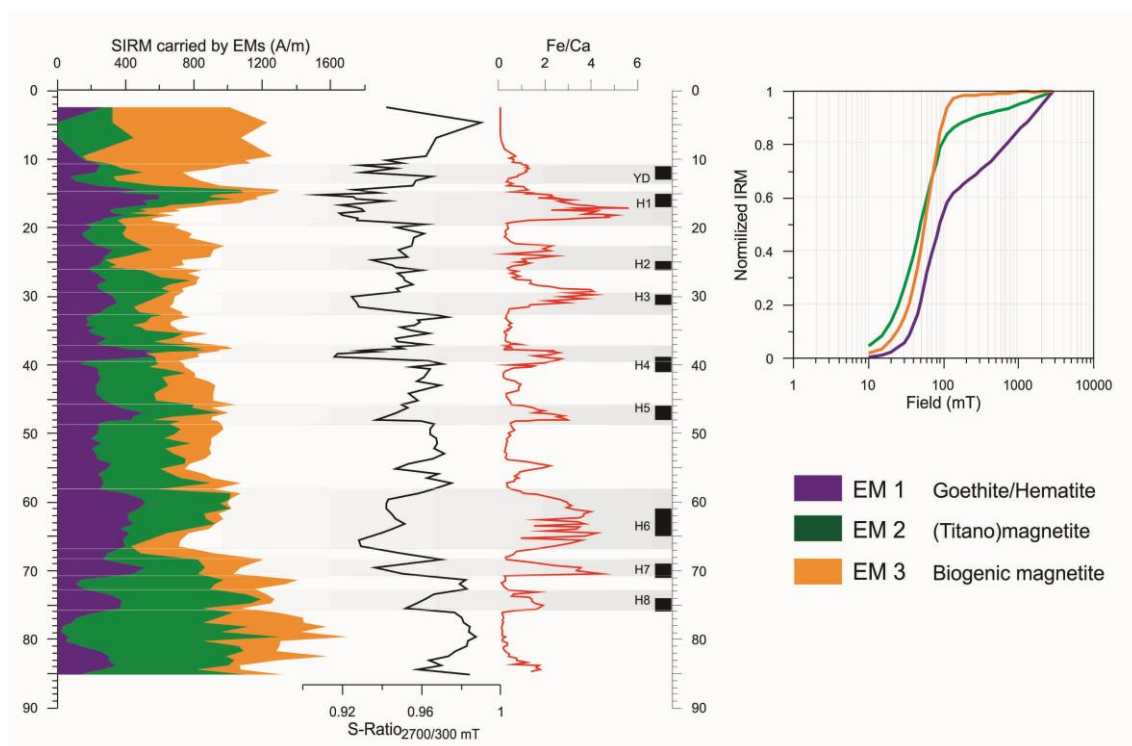 SIRM carried by EMs (A/m)
0 400 800 1200 1600
Fe/Ca
0 2 4 6
0
10
20
30
40
50
60
70
80
90
YD
H1
H2
H3
H4
H5
H6
H7
H8
0
10
20
30
40
50
60
70
80
90
0.92 0.96 1
S-Ratio2700/300 mT
Normilized IRM
1
0.8
0.6
0.4
0.2
0
1 10 100 1000 10000
Field (mT)
EM 1 Goethite/Hematite
EM 2 (Titano)magnetite
EM 3 Biogenic magnetite